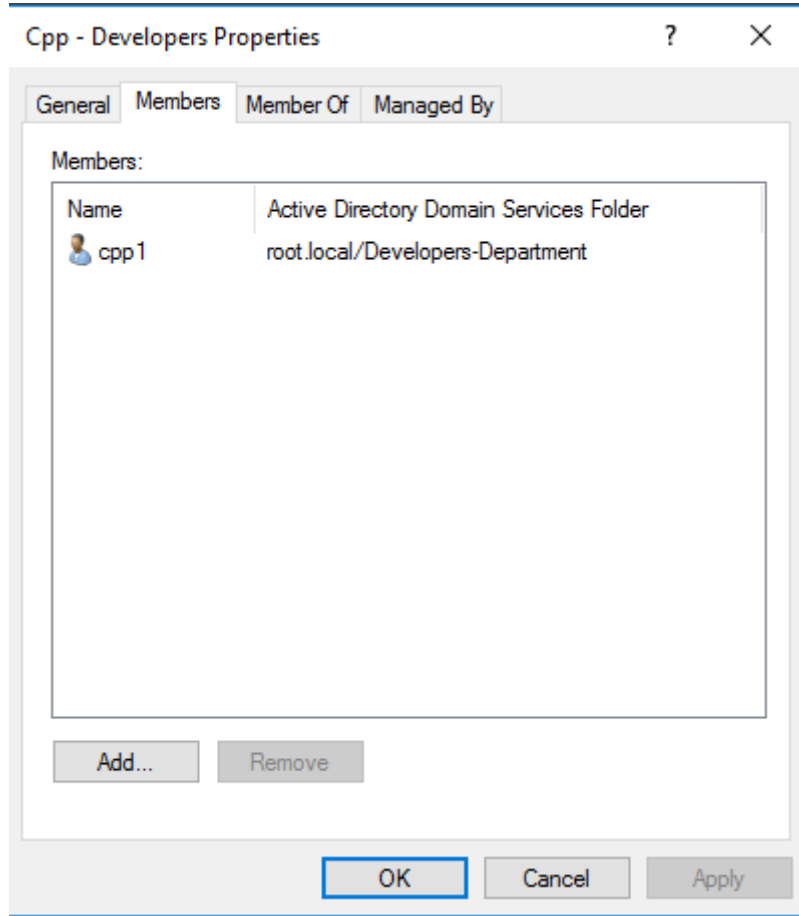 Cpp - Developers Properties ? ×
General Members Member Of Managed By
Members:
Name Active Directory Domain Services Folder
cpp1 root.local/Developers-Department
Add... Remove
OK Cancel Apply